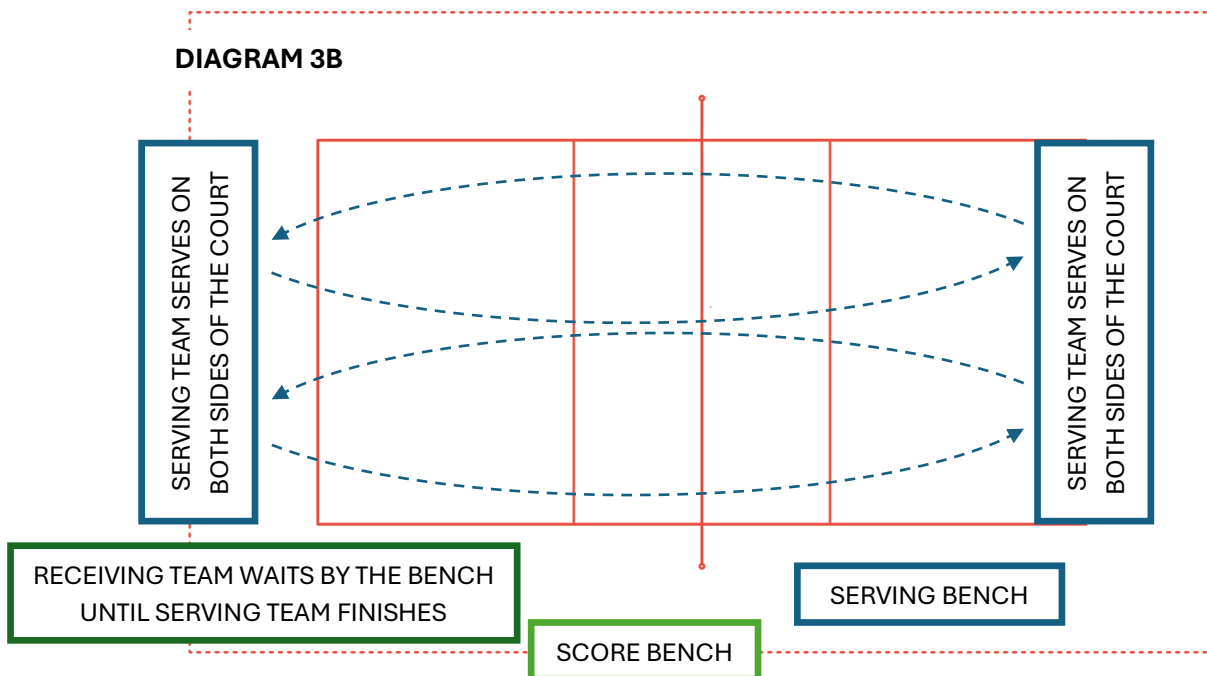 DIAGRAM 3B
SERVING TEAM SERVES ON
BOTH SIDES OF THE COURT
SERVING TEAM SERVES ON
BOTH SIDES OF THE COURT
RECEIVING TEAM WAITS BY THE BENCH
UNTIL SERVING TEAM FINISHES
SERVING BENCH
SCORE BENCH